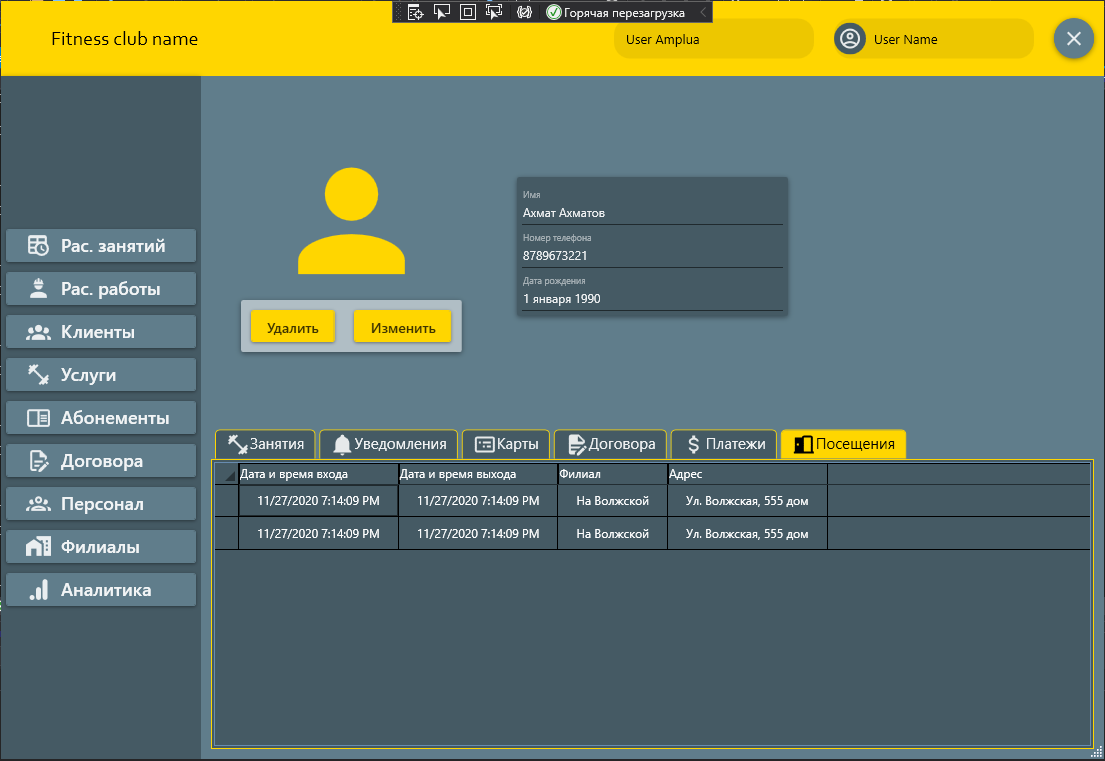 Горячая перезагрузка
Fitness club name
User Amplua
User Name
Рас. занятий
Рас. работы
Клиенты
Услуги
Абонементы
Договора
Персонал
Филиалы
Аналитика
Имя
Ахмат Ахматов
Номер телефона
8789673221
Дата рождения
1 января 1990
Удалить
Изменить
Занятия
Уведомления
Карты
Договора
Платежи
Посещения
Дата и время входа Дата и время выхода Филиал Адрес
11/27/2020 7:14:09 PM 11/27/2020 7:14:09 PM На Волжской Ул. Волжская, 555 дом
11/27/2020 7:14:09 PM 11/27/2020 7:14:09 PM На Волжской Ул. Волжская, 555 дом